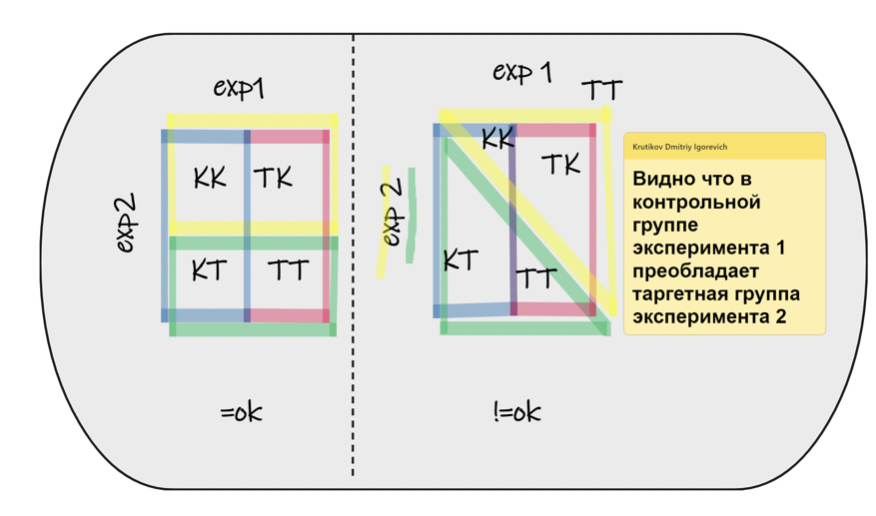 exp1
exp2
KK TK
KT TT
=ok
exp 1
TT
exp 2
KK
TK
KT
TT
!=ok
Krutikov Dmitriy Igorevich
Видно что в
контрольной
группе
эксперимента 1
преобладает
таргетная группа
эксперимента 2